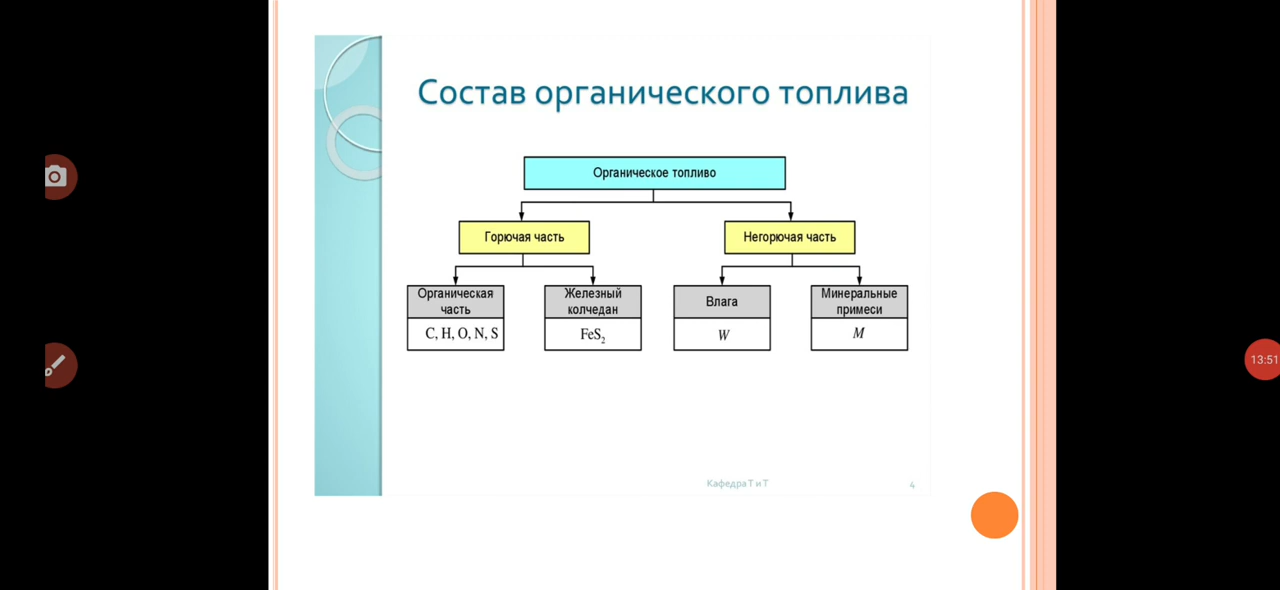 Состав органического топлива
Органическое топливо
Горючая часть
Негорючая часть
Органическая
часть
C, H, O, N, S
Железный
колчедан
FeS₂
Влага
W
Минеральные
примеси
M
13:51
Кафедра Т и Т
4